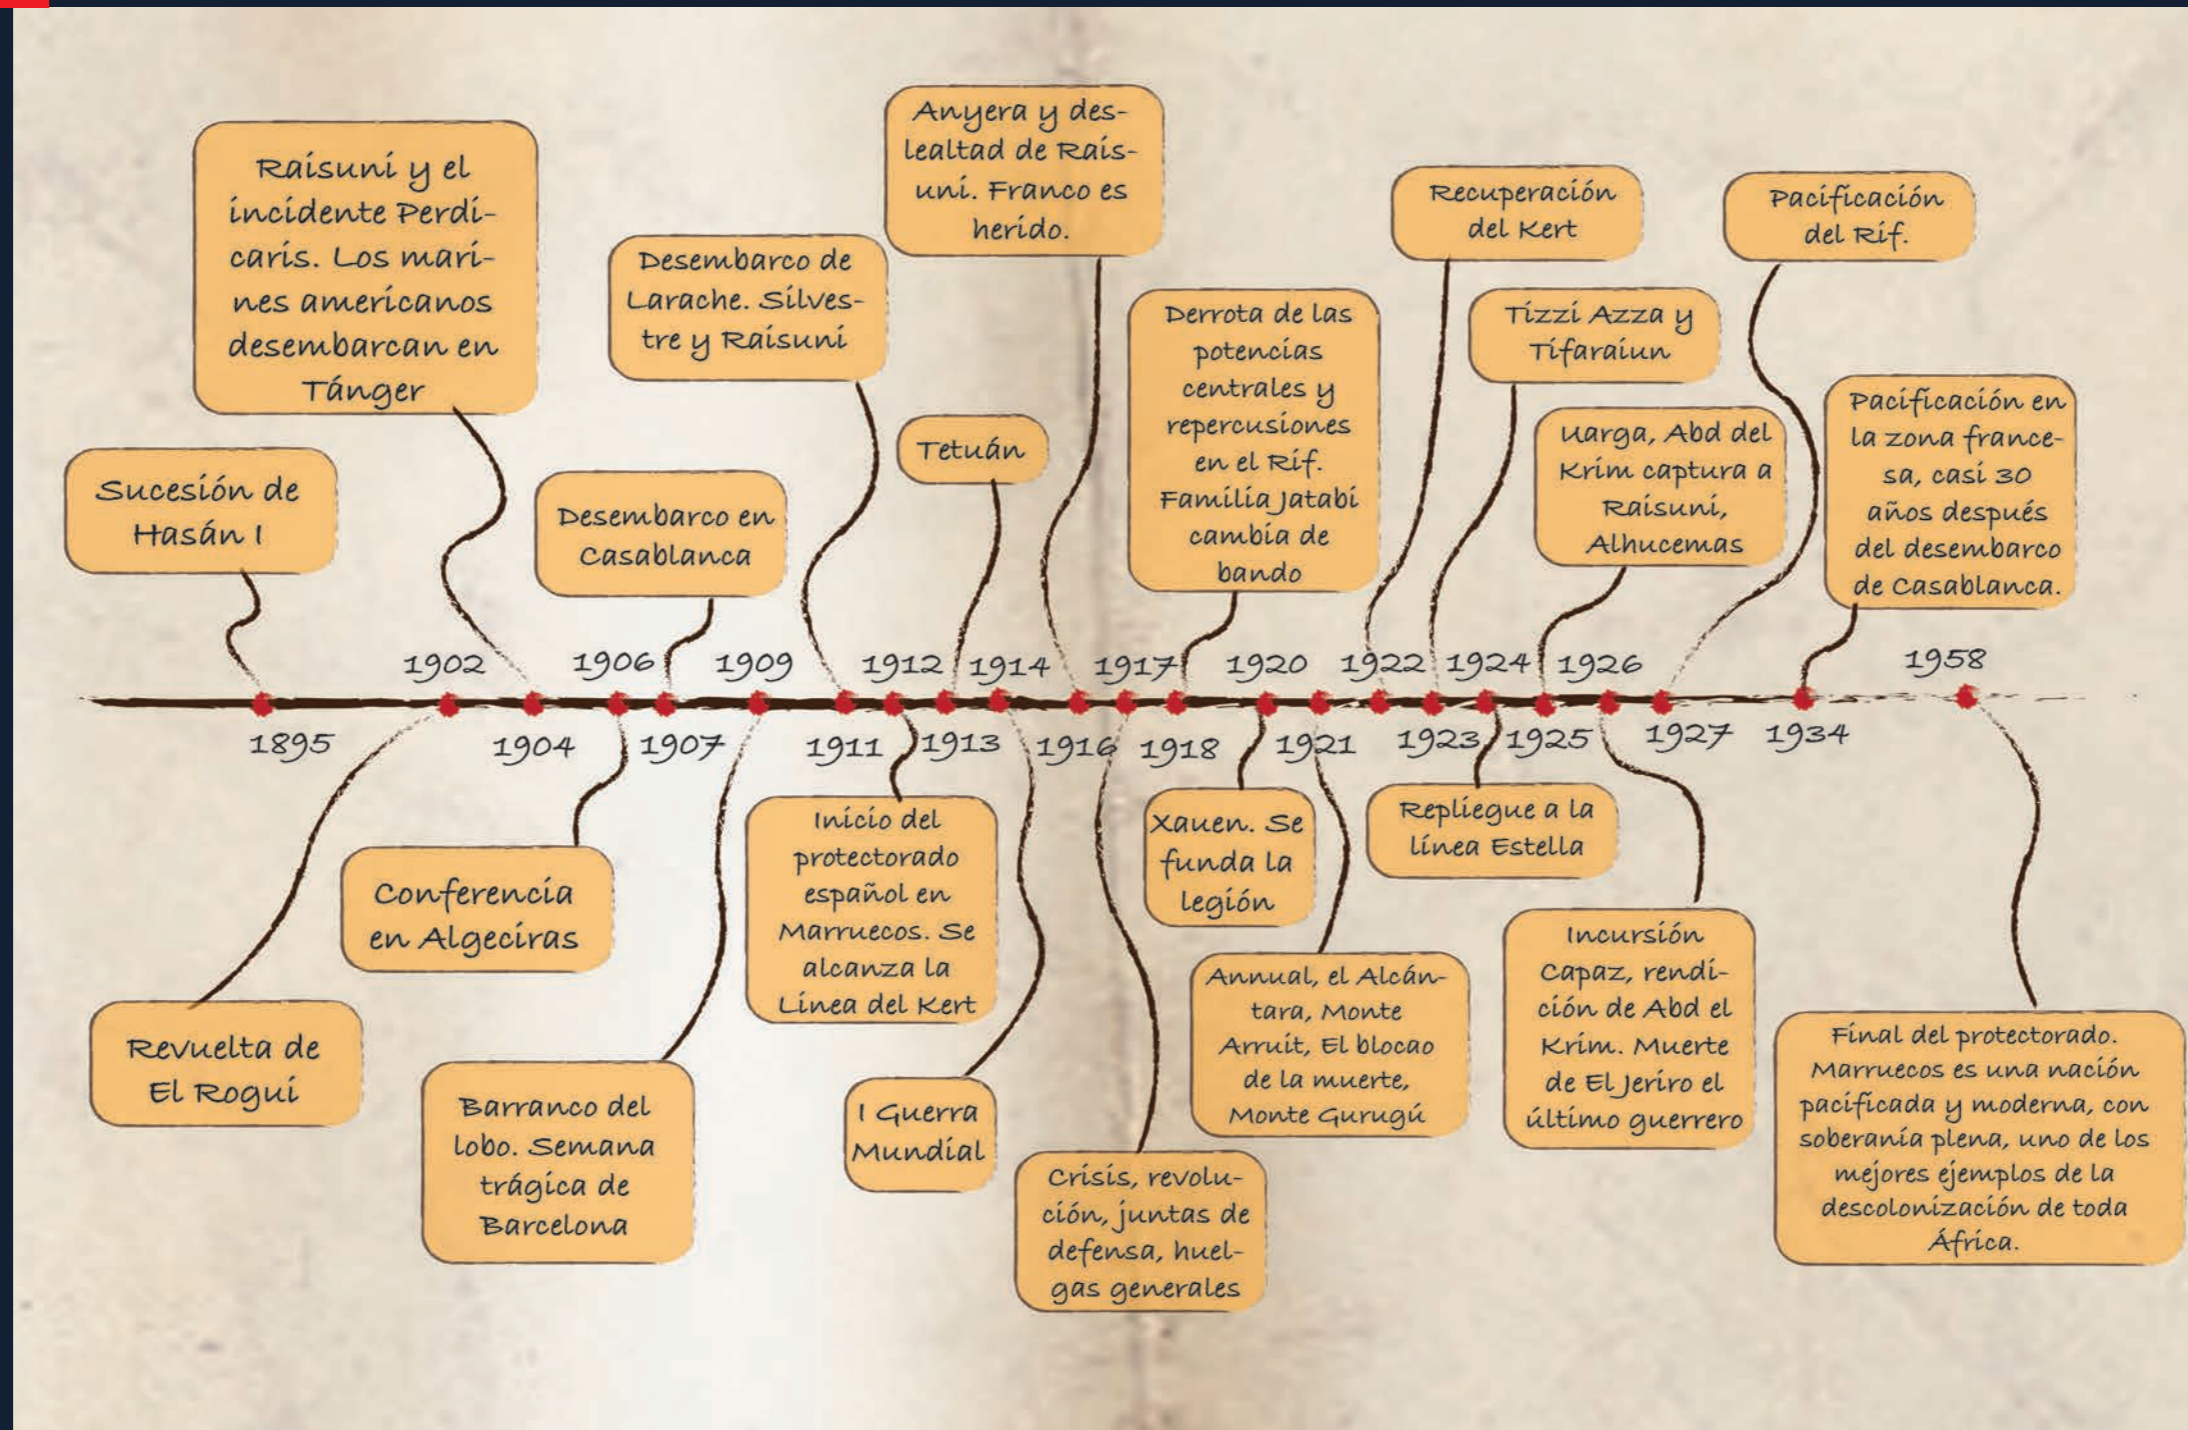 Anyera y des-
lealtad de Rais-
uni. Franco es
herido.
Raisuni y el
incidente Perdi-
caris. Los mari-
nes americanos
desembarcan en
Tánger
Recuperación
del Kert
Pacificación
del Rif.
Desembarco de
Larache. Silves-
tre y Raisuni
Derrota de las
potencias
centrales y
repercusiones
en el Rif.
Familia Jatabi
cambia de
bando
Tizzi Azza y
Tifaraiun
Pacificación en
la zona france-
sa, casi 30
años después
del desembarco
de Casablanca.
Tetuán
Uarga, Abd del
Krim captura a
Raisuni,
Alhucemas
Sucesión de
Hasán I
Desembarco en
Casablanca
1902
1906
1909
1912
1914
1917
1920
1922
1924
1926
1958
1895
1904
1907
1911
1913
1916
1918
1921
1923
1925
1927
1934
Inicio del
protectorado
español en
Marruecos. Se
alcanza la
Línea del Kert
Xauen. Se
funda la
legión
Repliegue a la
línea Estella
Conferencia
en Algeciras
Incursión
Capaz, rendi-
ción de Abd el
Krim. Muerte
de El Jeriro el
último guerrero
Annual, el Alcán-
tara, Monte
Arruit, El blocao
de la muerte,
Monte Gurugú
Revuelta de
El Rogui
Final del protectorado.
Marruecos es una nación
pacificada y moderna, con
soberanía plena, uno de los
mejores ejemplos de la
descolonización de toda
África.
Barranco del
lobo. Semana
trágica de
Barcelona
I Guerra
Mundial
Crisis, revolu-
ción, juntas de
defensa, huel-
gas generales